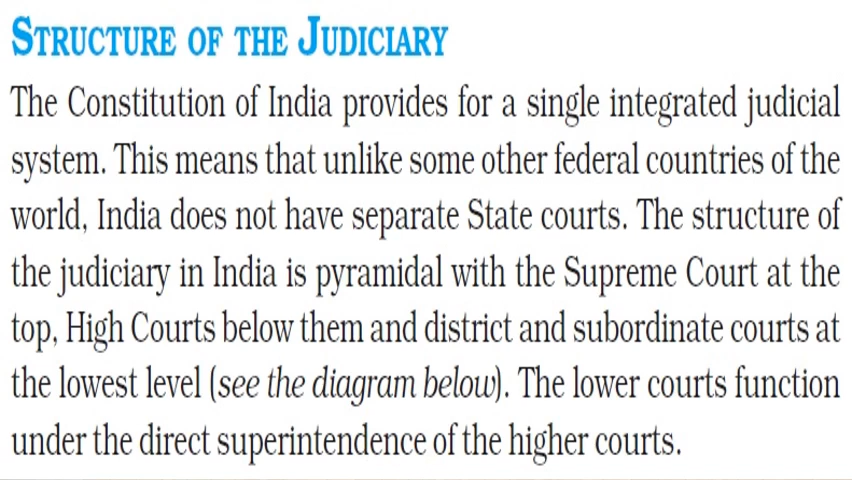 STRUCTURE OF THE JUDICIARY
The Constitution of India provides for a single integrated judicial
system. This means that unlike some other federal countries of the
world, India does not have separate State courts. The structure of
the judiciary in India is pyramidal with the Supreme Court at the
top, High Courts below them and district and subordinate courts at
the lowest level (see the diagram below). The lower courts function
under the direct superintendence of the higher courts.